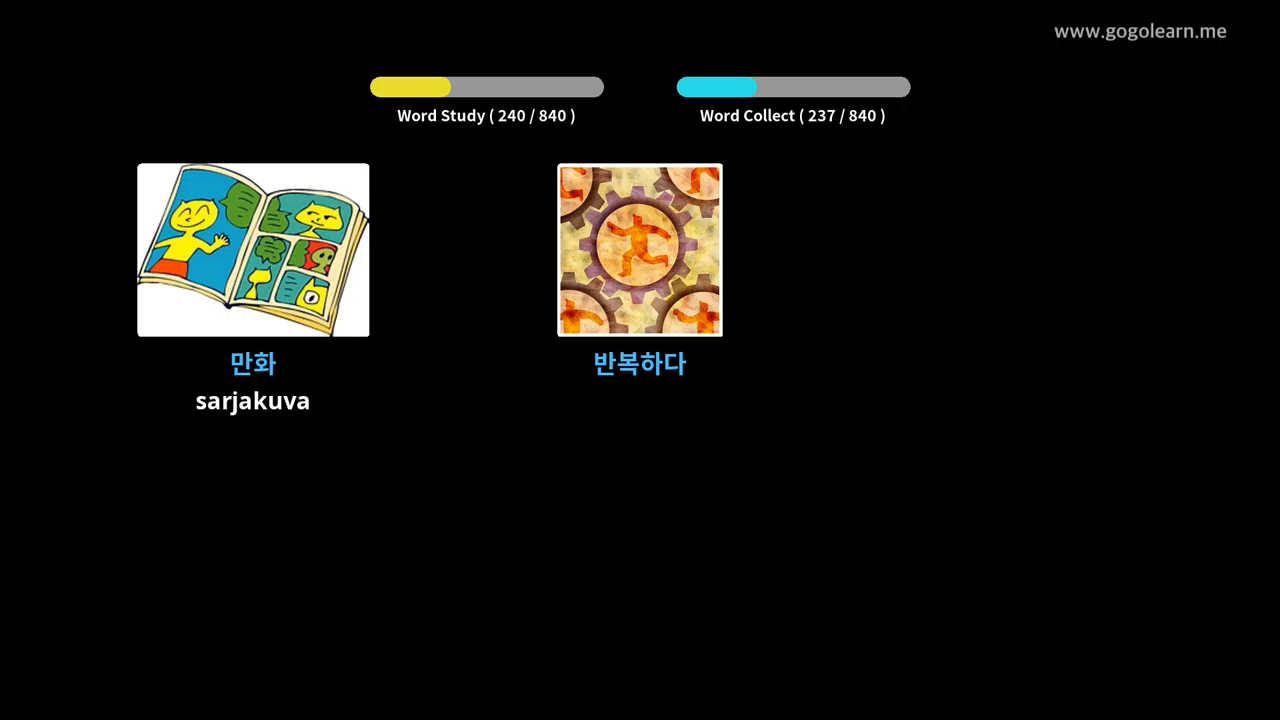 www.gogolearn.me
Word Study ( 240 / 840 )
Word Collect ( 237 / 840 )
만화
sarjakuva
반복하다